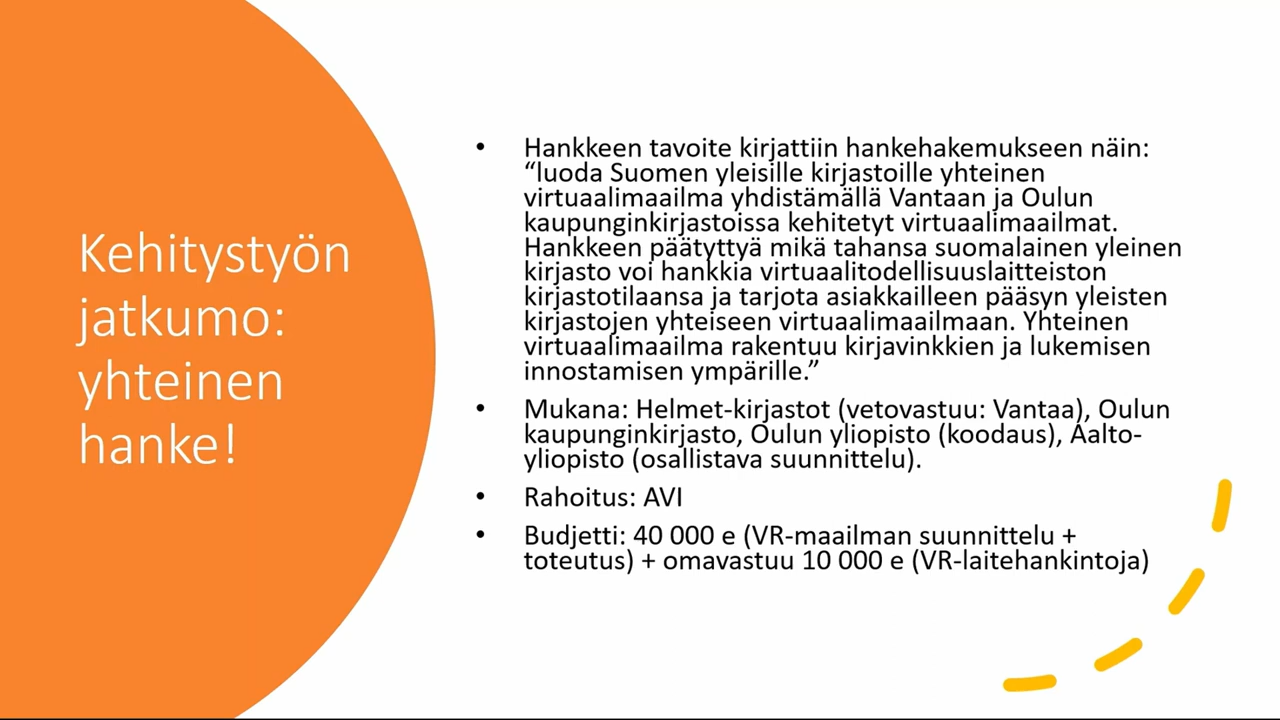 Kehitystyön
jatkumo:
yhteinen
hanke!
• Hankkeen tavoite kirjattiin hankehakemukseen näin:
“luoda Suomen yleisille kirjastoille yhteinen
virtuaalimaailma yhdistämällä Vantaan ja Oulun
kaupunginkirjastoissa kehitetyt virtuaalimaailmat.
Hankkeen päätyttyä mikä tahansa suomalainen yleinen
kirjasto voi hankkia virtuaalitodellisuuslaitteiston
kirjastotilaansa ja tarjota asiakkailleen pääsyn yleisten
kirjastojen yhteiseen virtuaalimaailmaan. Yhteinen
virtuaalimaailma rakentuu kirjavinkkien ja lukemisen
innostamisen ympärille.”
• Mukana: Helmet-kirjastot (vetovastuu: Vantaa), Oulun
kaupunginkirjasto, Oulun yliopisto (koodaus), Aalto-
yliopisto (osallistava suunnittelu).
• Rahoitus: AVI
• Budjetti: 40 000 e (VR-maailman suunnittelu +
toteutus) + omavastuu 10 000 e (VR-laitehankintoja)